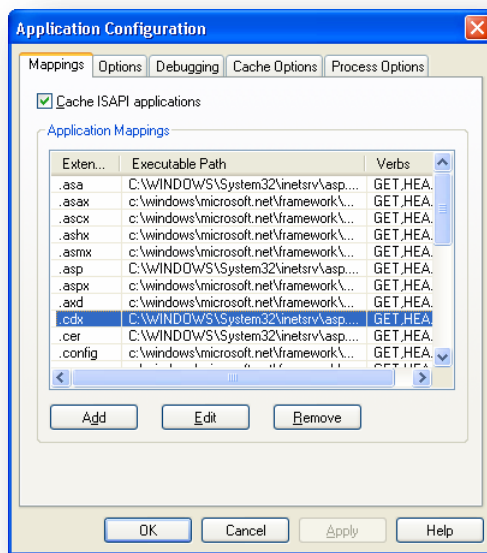 Application Configuration
Mappings Options Debugging Cache Options Process Options
Cache ISAPI applications
Application Mappings
Exten... Executable Path Verbs
.asa C:\WINDOWS\System32\inetsrv\asp.... GET,HEA.
.asax c:\windows\microsoft.net\framework\... GET,HEA.
.ascx c:\windows\microsoft.net\framework\... GET,HEA.
.ashx c:\windows\microsoft.net\framework\... GET,HEA.
.asmx c:\windows\microsoft.net\framework\... GET,HEA.
.asp C:\WINDOWS\System32\inetsrv\asp.... GET,HEA.
.aspx c:\windows\microsoft.net\framework\... GET,HEA.
.axd c:\windows\microsoft.net\framework\... GET,HEA.
.cdx C:\WINDOWS\System32\inetsrv\asp.... GET,HEA.
.cer C:\WINDOWS\System32\inetsrv\asp.... GET,HEA.
.config c:\windows\microsoft.net\framework\... GET,HEA.
Add Edit Remove
OK Cancel Apply Help